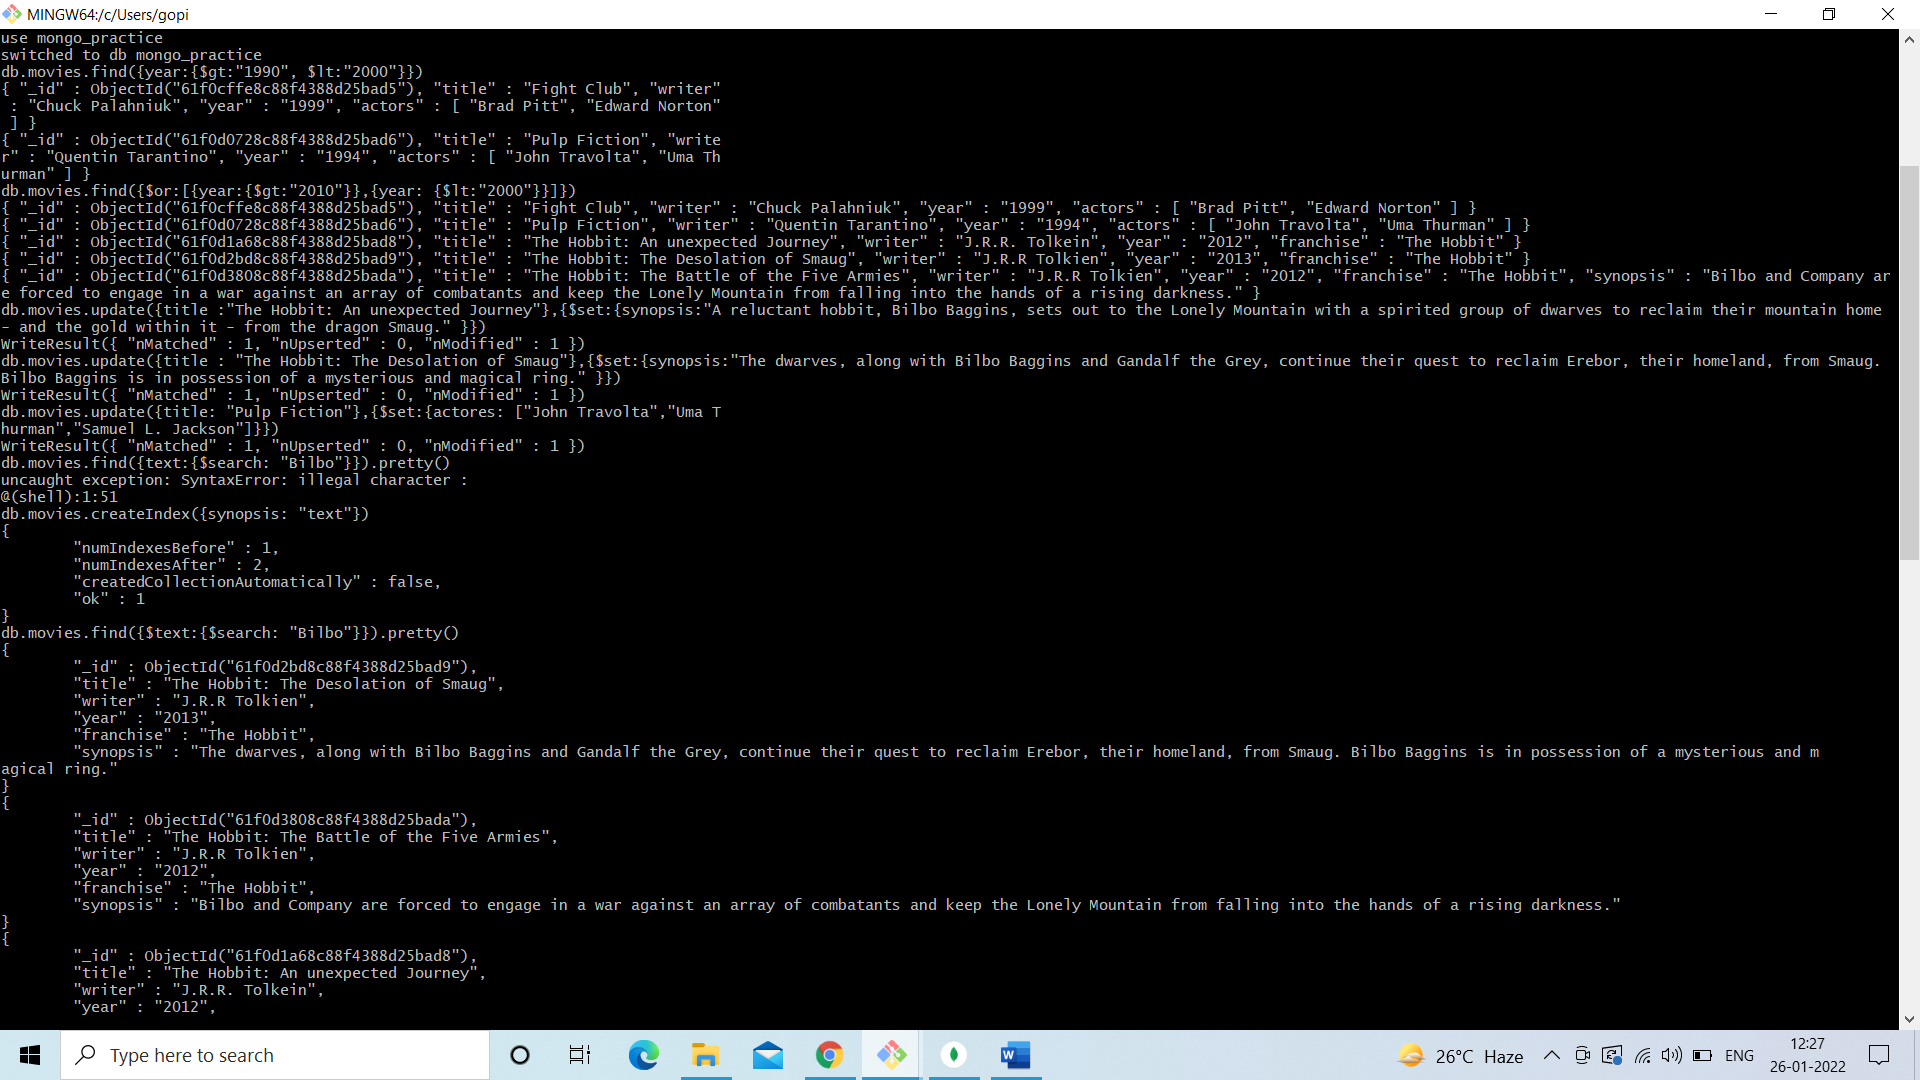 MINGW64:/c/Users/gopi
use mongo_practice
switched to db mongo_practice
db.movies.find({year:{$gt:"1990", $lt:"2000"}})
{ "_id" : ObjectId("61f0cffe8c88f4388d25bad5"), "title" : "Fight Club", "writer"
 : "Chuck Palahniuk", "year" : "1999", "actors" : [ "Brad Pitt", "Edward Norton"
 ] }
{ "_id" : ObjectId("61f0d0728c88f4388d25bad6"), "title" : "Pulp Fiction", "write
r" : "Quentin Tarantino", "year" : "1994", "actors" : [ "John Travolta", "Uma Th
urman" ] }
db.movies.find({$or:[{year:{$gt:"2010"}},{year: {$lt:"2000"}}]})
{ "_id" : ObjectId("61f0cffe8c88f4388d25bad5"), "title" : "Fight Club", "writer" : "Chuck Palahniuk", "year" : "1999", "actors" : [ "Brad Pitt", "Edward Norton" ] }
{ "_id" : ObjectId("61f0d0728c88f4388d25bad6"), "title" : "Pulp Fiction", "writer" : "Quentin Tarantino", "year" : "1994", "actors" : [ "John Travolta", "Uma Thurman" ] }
{ "_id" : ObjectId("61f0d1a68c88f4388d25bad8"), "title" : "The Hobbit: An unexpected Journey", "writer" : "J.R.R. Tolkein", "year" : "2012", "franchise" : "The Hobbit" }
{ "_id" : ObjectId("61f0d2bd8c88f4388d25bad9"), "title" : "The Hobbit: The Desolation of Smaug", "writer" : "J.R.R Tolkien", "year" : "2013", "franchise" : "The Hobbit" }
{ "_id" : ObjectId("61f0d3808c88f4388d25bada"), "title" : "The Hobbit: The Battle of the Five Armies", "writer" : "J.R.R Tolkien", "year" : "2012", "franchise" : "The Hobbit", "synopsis" : "Bilbo and Company ar
e forced to engage in a war against an array of combatants and keep the Lonely Mountain from falling into the hands of a rising darkness." }
db.movies.update({title :"The Hobbit: An unexpected Journey"},{$set:{synopsis:"A reluctant hobbit, Bilbo Baggins, sets out to the Lonely Mountain with a spirited group of dwarves to reclaim their mountain home
- and the gold within it - from the dragon Smaug." }})
WriteResult({ "nMatched" : 1, "nUpserted" : 0, "nModified" : 1 })
db.movies.update({title : "The Hobbit: The Desolation of Smaug"},{$set:{synopsis:"The dwarves, along with Bilbo Baggins and Gandalf the Grey, continue their quest to reclaim Erebor, their homeland, from Smaug.
Bilbo Baggins is in possession of a mysterious and magical ring." }})
WriteResult({ "nMatched" : 1, "nUpserted" : 0, "nModified" : 1 })
db.movies.update({title: "Pulp Fiction"},{$set:{actores: ["John Travolta","Uma T
hurman","Samuel L. Jackson"]}})
WriteResult({ "nMatched" : 1, "nUpserted" : 0, "nModified" : 1 })
db.movies.find({text:{$search: "Bilbo"}}).pretty()
uncaught exception: SyntaxError: illegal character :
@(shell):1:51
db.movies.createIndex({synopsis: "text"})
{
        "numIndexesBefore" : 1,
        "numIndexesAfter" : 2,
        "createdCollectionAutomatically" : false,
        "ok" : 1
}
db.movies.find({$text:{$search: "Bilbo"}}).pretty()
{
        "_id" : ObjectId("61f0d2bd8c88f4388d25bad9"),
        "title" : "The Hobbit: The Desolation of Smaug",
        "writer" : "J.R.R Tolkien",
        "year" : "2013",
        "franchise" : "The Hobbit",
        "synopsis" : "The dwarves, along with Bilbo Baggins and Gandalf the Grey, continue their quest to reclaim Erebor, their homeland, from Smaug. Bilbo Baggins is in possession of a mysterious and m
agical ring."
}
{
        "_id" : ObjectId("61f0d3808c88f4388d25bada"),
        "title" : "The Hobbit: The Battle of the Five Armies",
        "writer" : "J.R.R Tolkien",
        "year" : "2012",
        "franchise" : "The Hobbit",
        "synopsis" : "Bilbo and Company are forced to engage in a war against an array of combatants and keep the Lonely Mountain from falling into the hands of a rising darkness."
}
{
        "_id" : ObjectId("61f0d1a68c88f4388d25bad8"),
        "title" : "The Hobbit: An unexpected Journey",
        "writer" : "J.R.R. Tolkein",
        "year" : "2012",
Type here to search
W
26°C Haze
ENG
12:27
26-01-2022